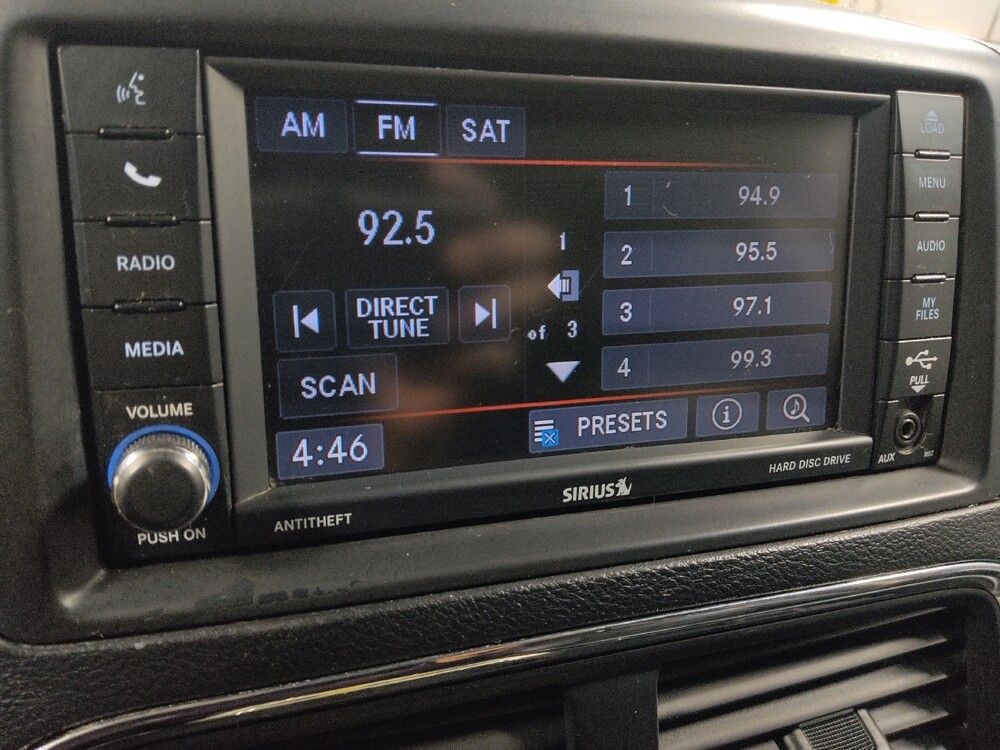 AM FM SAT
92.5
DIRECT
TUNE
SCAN
4:46
1
of 3
1 94.9
2 95.5
3 97.1
4 99.3
PRESETS
i
RADIO
MEDIA
VOLUME
PUSH ON
LOAD
MENU
AUDIO
MY
FILES
PULL
AUX
ANTITHEFT
SIRIUS
HARD DISC DRIVE